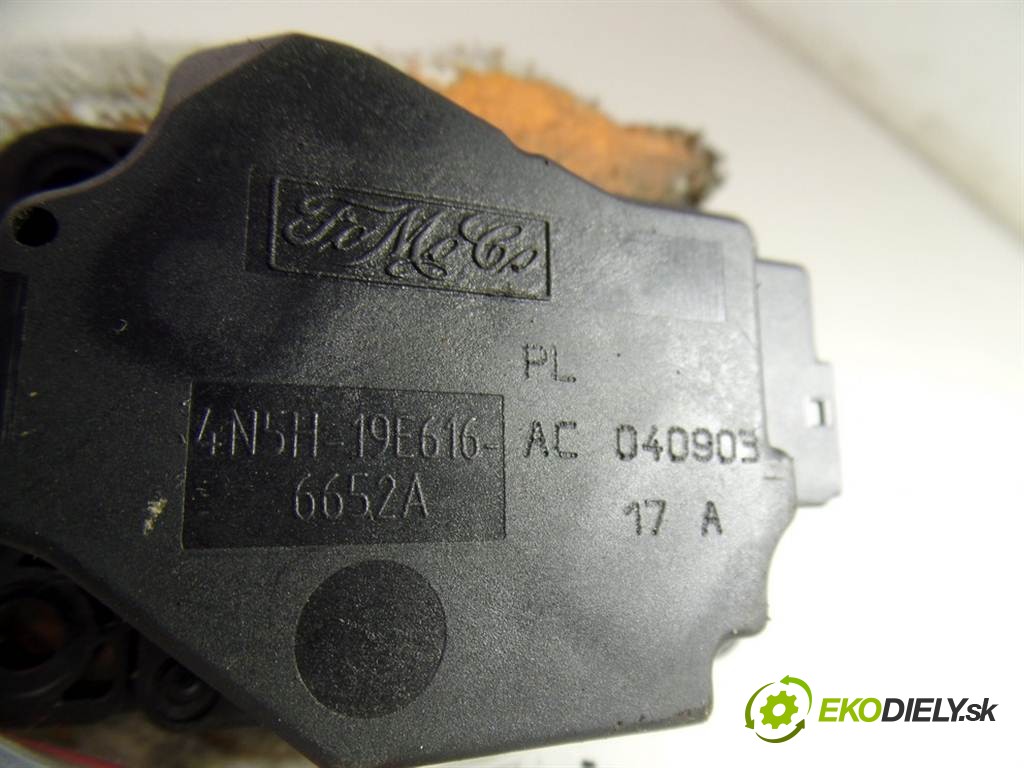 FoMoCo
PL
4N5H-19E616-
6652A
AC 040903
17 A
EKODIELY.sk